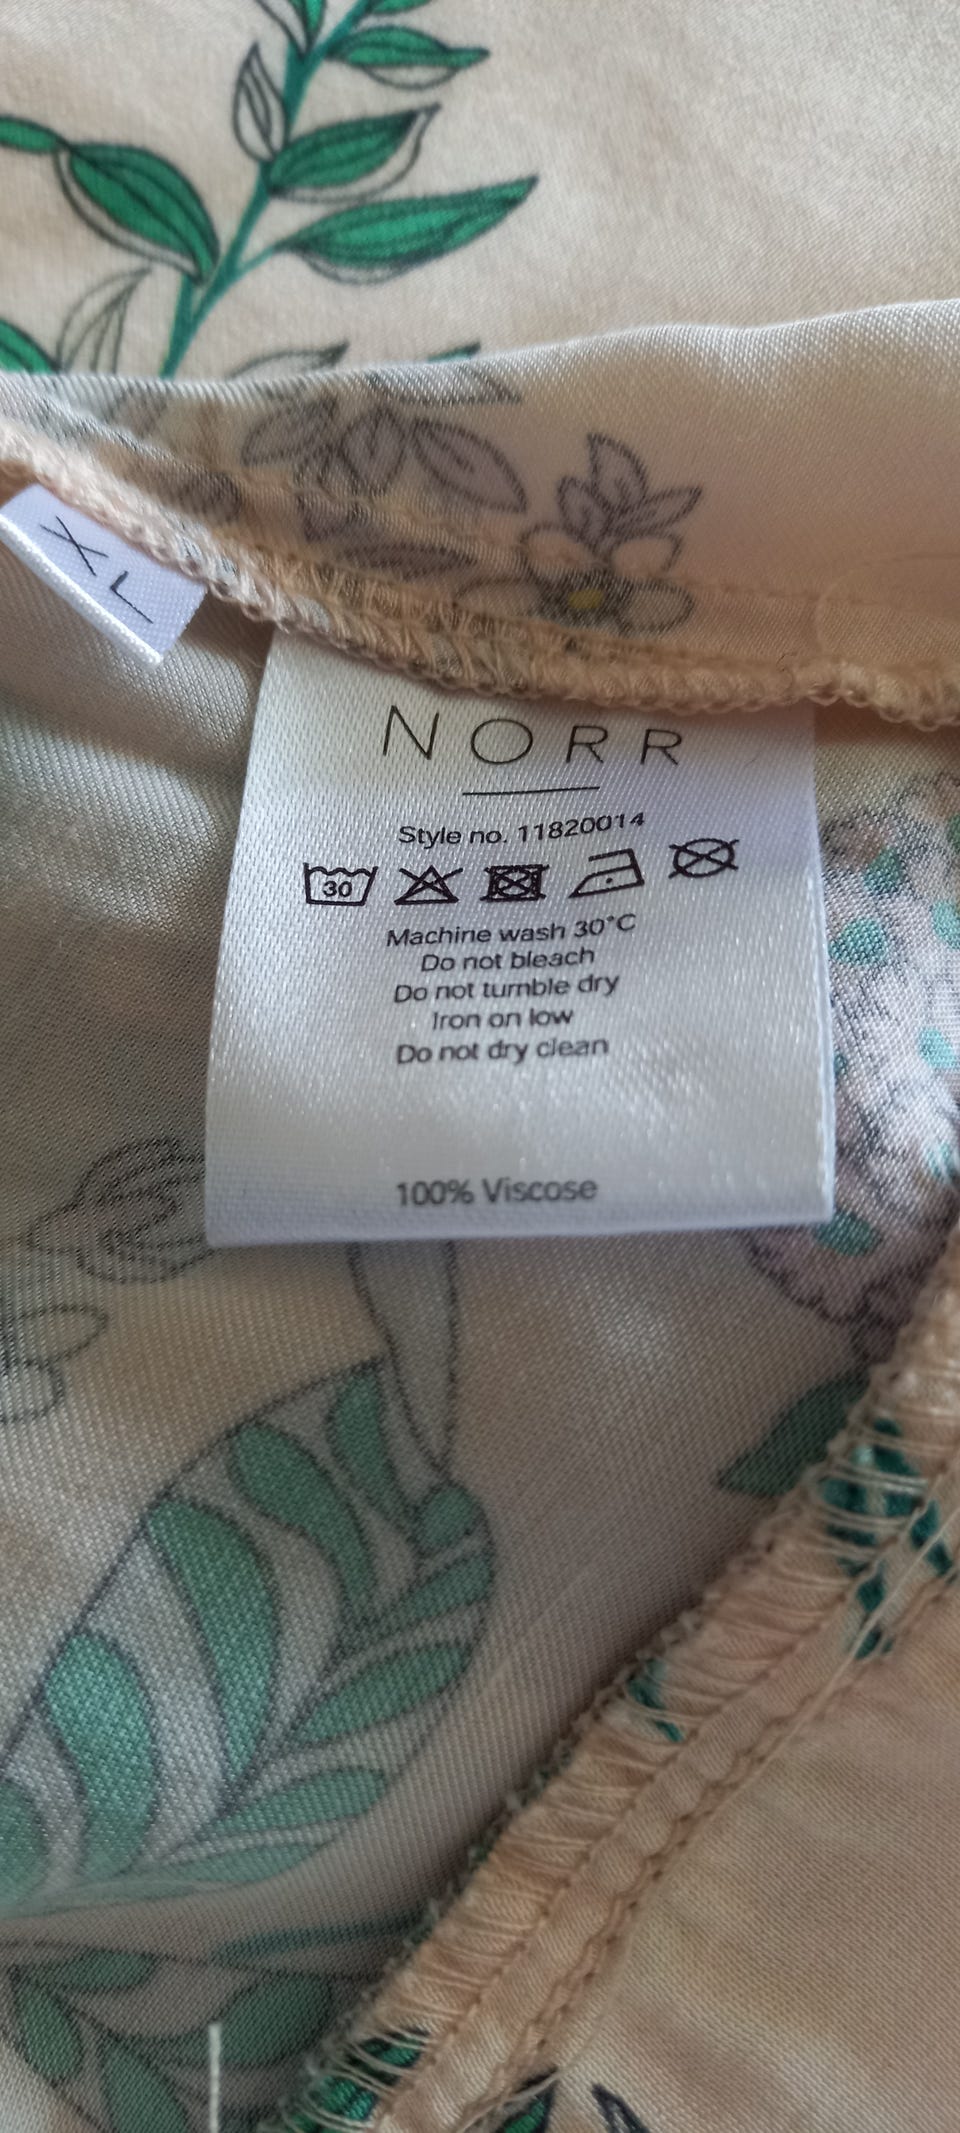 XL
NORR
Style no. 11820014
30
Machine wash 30°C
Do not bleach
Do not tumble dry
Iron on low
Do not dry clean
100% Viscose